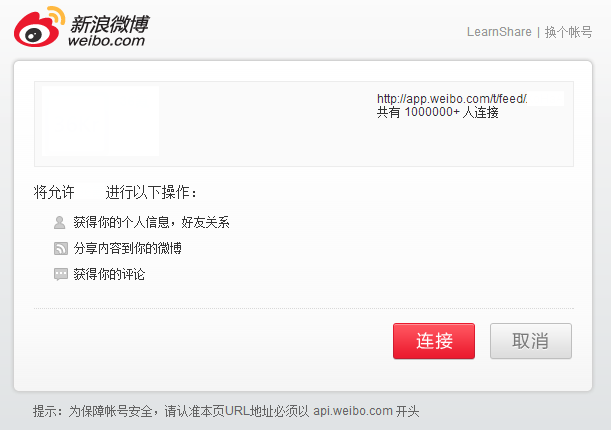 新浪微博
weibo.com
LearnShare | 换个帐号
http://app.weibo.com/t/feed/.
共有 1000000+ 人连接
将允许 进行以下操作：
获得你的个人信息，好友关系
分享内容到你的微博
获得你的评论
连接 取消
提示：为保障帐号安全，请认准本页URL地址必须以 api.weibo.com 开头